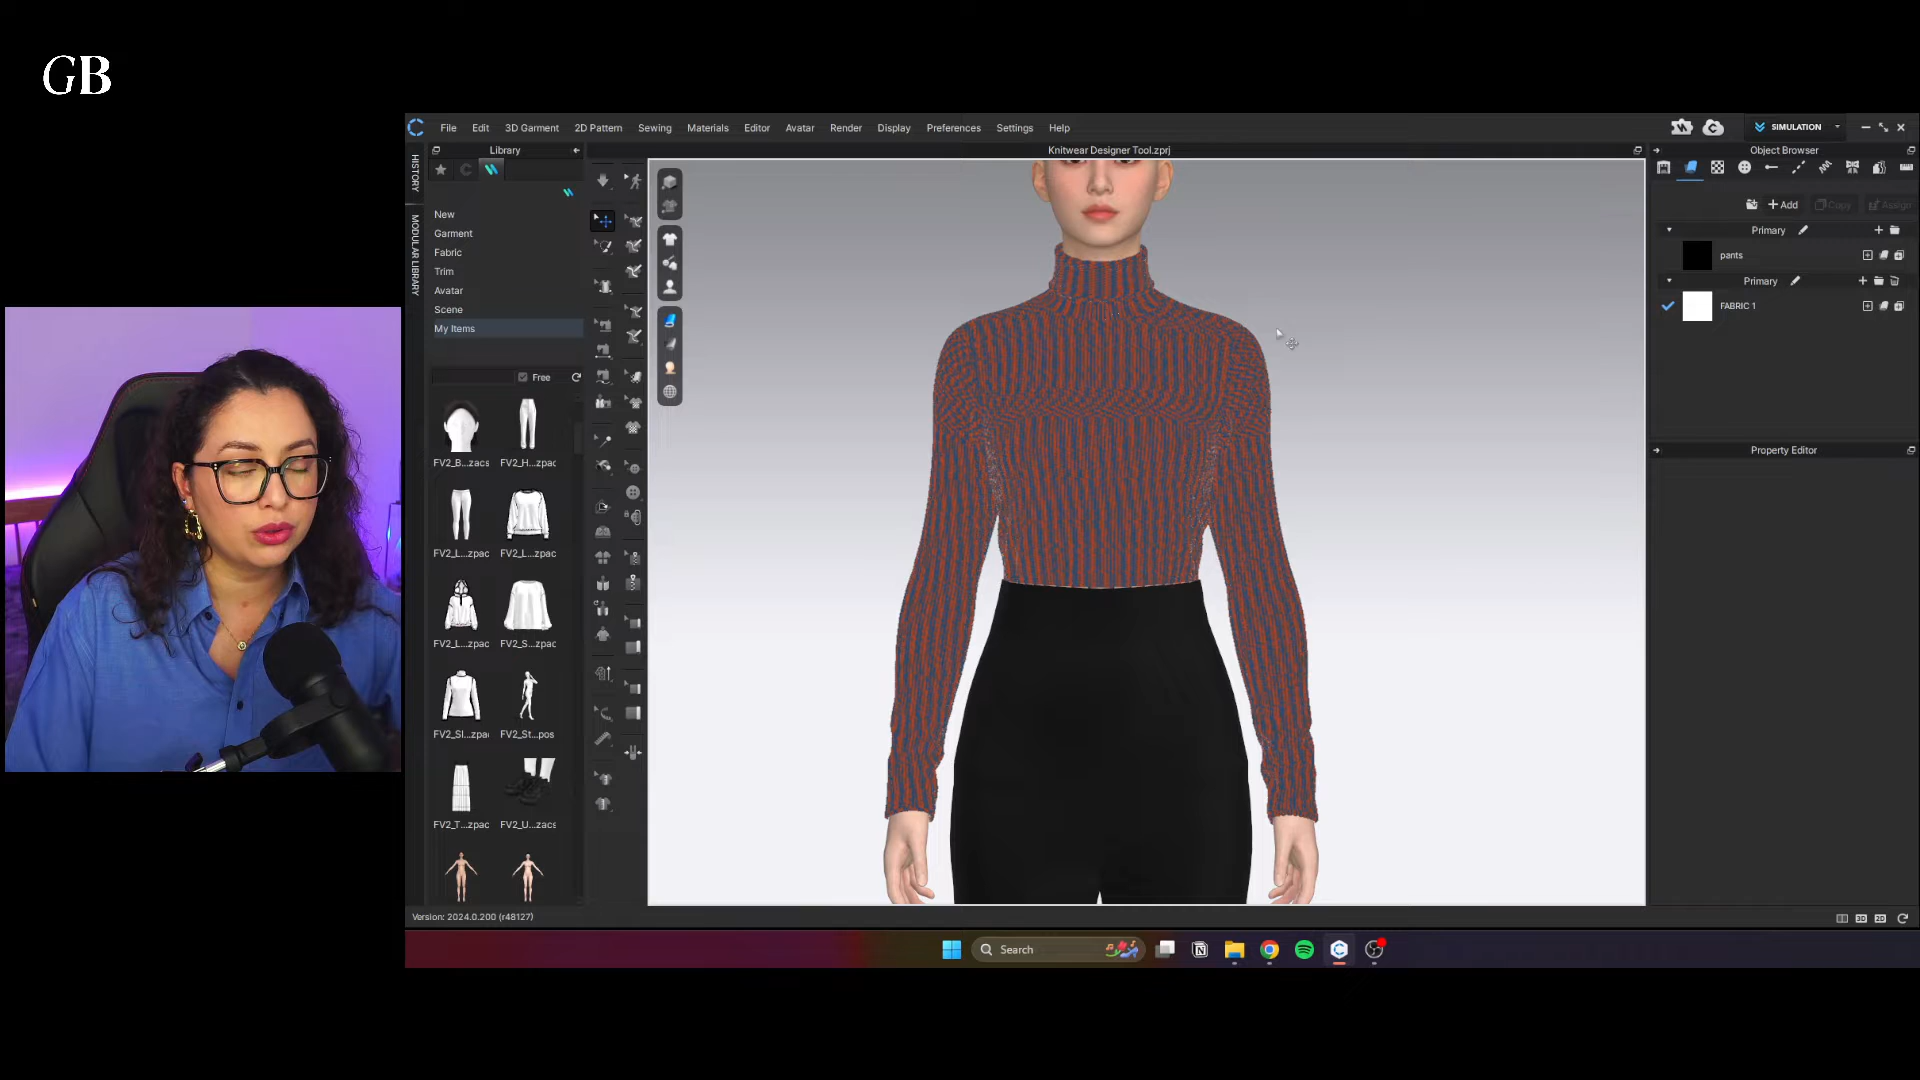 GB
File Edit 3D Garment 2D Pattern Sewing Materials Editor Avatar Render Display Preferences Settings Help
SIMULATION
Library
Knitwear Designer Tool.zprj
Object Browser
HISTORY
MODULAR LIBRARY
New
Garment
Fabric
Trim
Avatar
Scene
My Items
Free
FV2_B...zacs FV2_H...zpac
FV2_L...zpac FV2_L...zpac
FV2_L...zpac FV2_S...zpac
FV2_Sl...zpac FV2_St...pos
FV2_T...zpac FV2_U...zacs
+ Add Copy Assign
Primary
pants
Primary
FABRIC 1
Property Editor
Version: 2024.0.200 (r48127)
3D 2D
Search